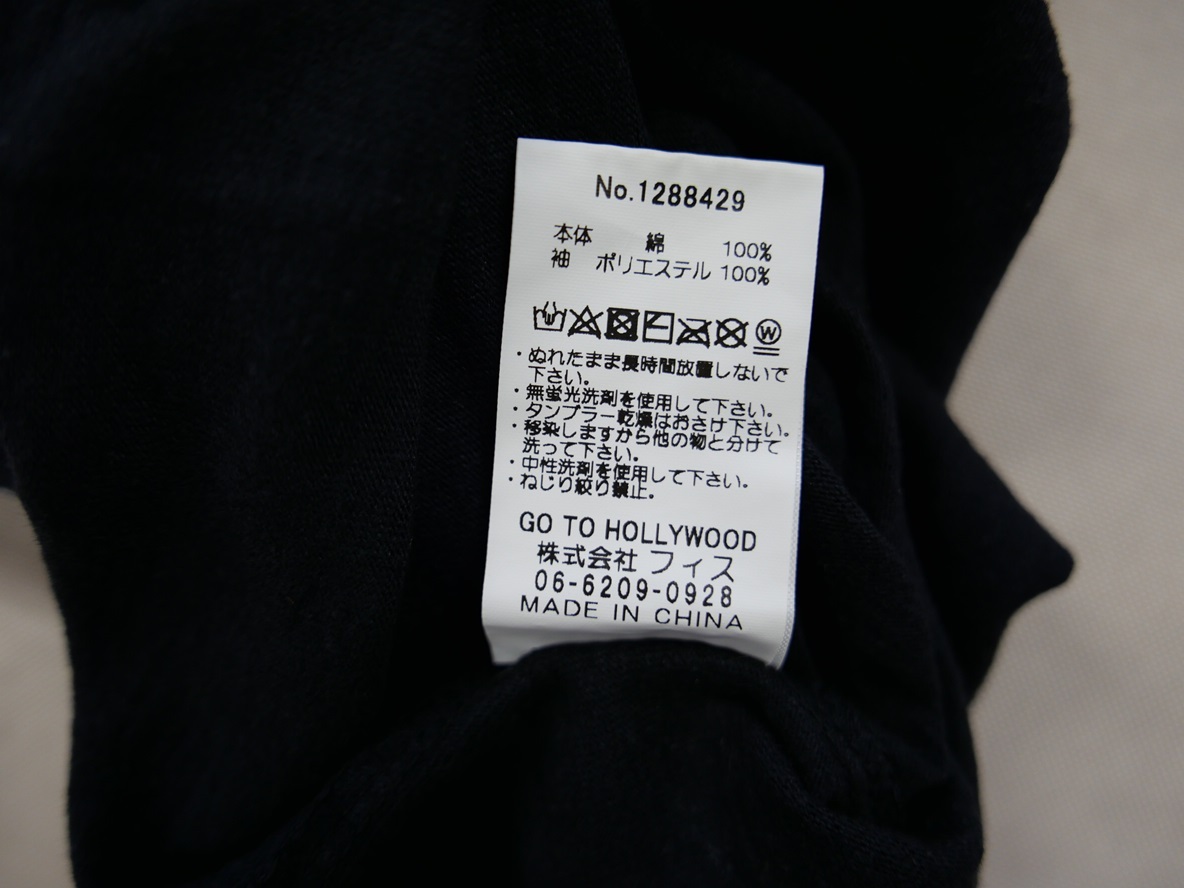 No.1288429
本体 綿 100%
袖 ポリエステル 100%
W
・ぬれたまま長時間放置しないで
下さい。
・無蛍光洗剤を使用して下さい。
・タンブラー乾燥はおさけ下さい。
・移染しますから他の物と分けて
洗って下さい。
・中性洗剤を使用して下さい。
・ねじり絞り禁止。
GO TO HOLLYWOOD
株式会社 フィス
06-6209-0928
MADE IN CHINA